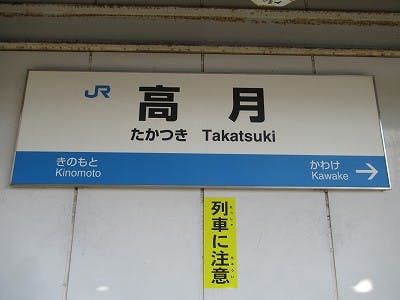 JR 高月
たかつき Takatsuki
きのもと かわけ
Kinomoto Kawake →
列車に注意